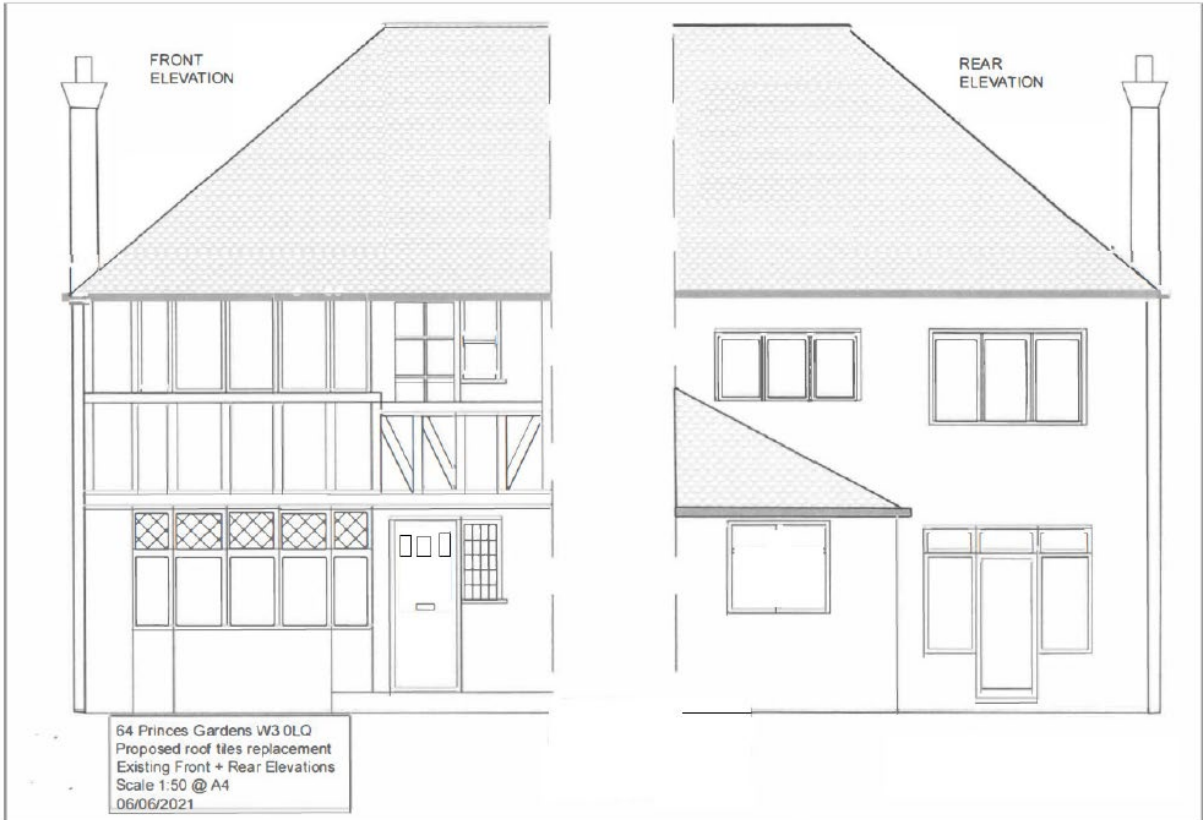 FRONT
ELEVATION
REAR
ELEVATION
64 Princes Gardens W3 0LQ
Proposed roof tiles replacement
Existing Front + Rear Elevations
Scale 1:50 @ A4
06/06/2021